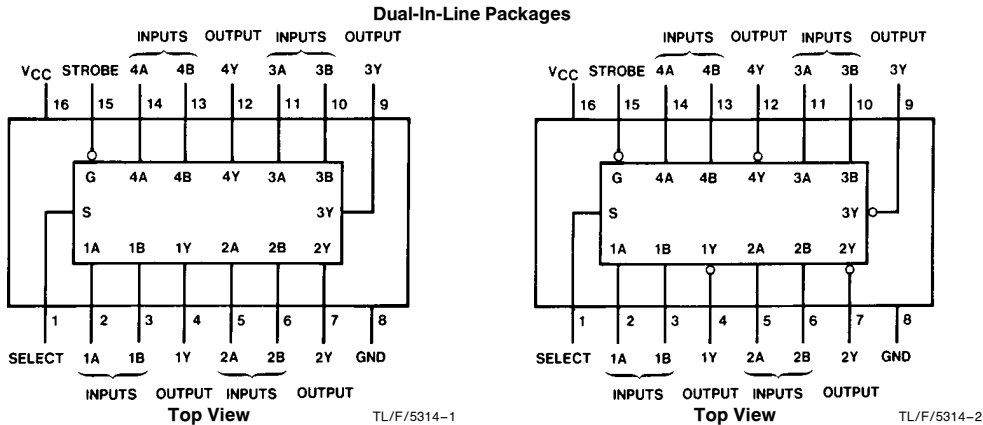 Dual-In-Line Packages
INPUTS OUTPUT INPUTS OUTPUT
VCC STROBE 4A 4B 4Y 3A 3B 3Y
16 15 14 13 12 11 10 9
G 4A 4B 4Y 3A 3B
S 3Y
1A 1B 1Y 2A 2B 2Y
1 2 3 4 5 6 7 8
SELECT 1A 1B 1Y 2A 2B 2Y GND
INPUTS OUTPUT INPUTS OUTPUT
Top View TL/F/5314–1
INPUTS OUTPUT INPUTS OUTPUT
VCC STROBE 4A 4B 4Y 3A 3B 3Y
16 15 14 13 12 11 10 9
G 4A 4B 4Y 3A 3B
S 3Y
1A 1B 1Y 2A 2B 2Y
1 2 3 4 5 6 7 8
SELECT 1A 1B 1Y 2A 2B 2Y GND
INPUTS OUTPUT INPUTS OUTPUT
Top View TL/F/5314–2